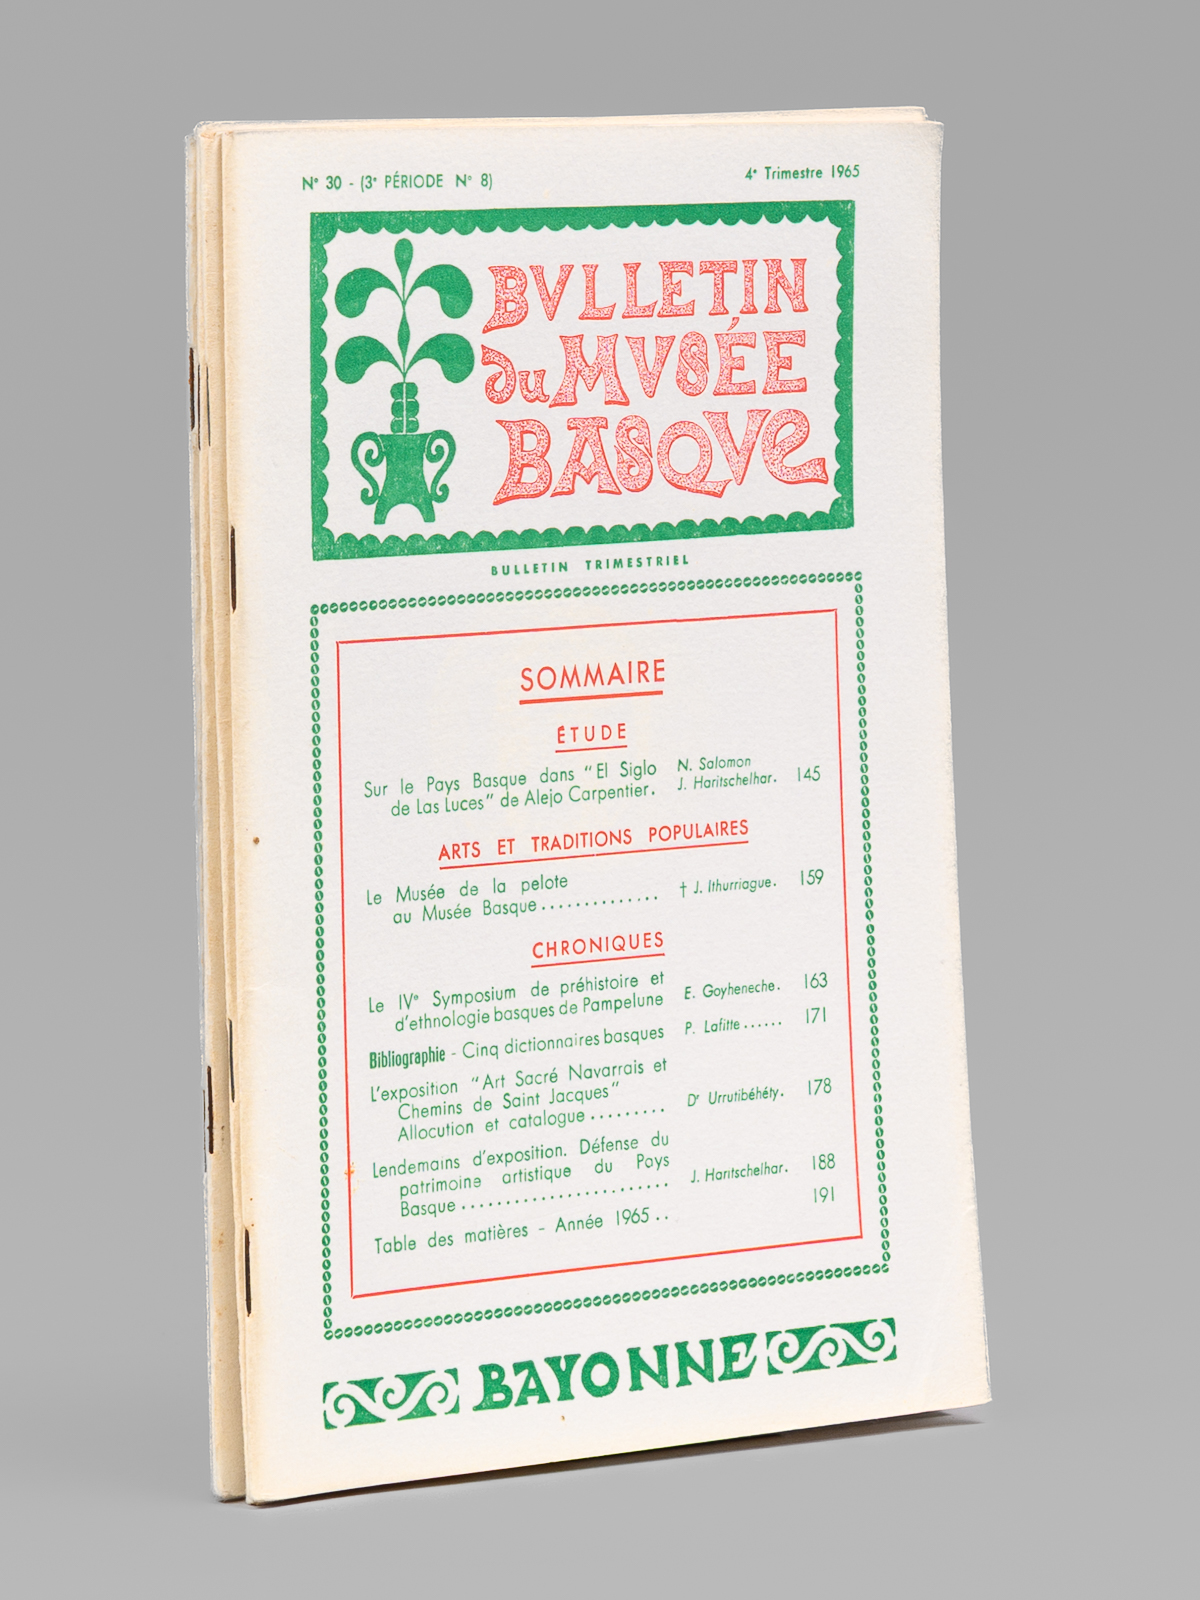 N° 30 - (3e PÉRIODE N° 8)
4e Trimestre 1965
BVLLETIN
du MVSÉE
BASQVe
BULLETIN TRIMESTRIEL
SOMMAIRE
ÉTUDE
Sur le Pays Basque dans "El Siglo N. Salomon
de Las Luces" de Alejo Carpentier. J. Haritschelhar. 145
ARTS ET TRADITIONS POPULAIRES
Le Musée de la pelote
au Musée Basque .............. † J. Ithurriague. 159
CHRONIQUES
Le IVe Symposium de préhistoire et
d'ethnologie basques de Pampelune E. Goyheneche. 163
Bibliographie - Cinq dictionnaires basques P. Lafitte ...... 171
L'exposition "Art Sacré Navarrais et
Chemins de Saint Jacques"
Allocution et catalogue ......... Dr Urrutibéhéty. 178
Lendemains d'exposition. Défense du
patrimoine artistique du Pays
Basque ........................ J. Haritschelhar. 188
Table des matières - Année 1965 .. 191
BAYONNE